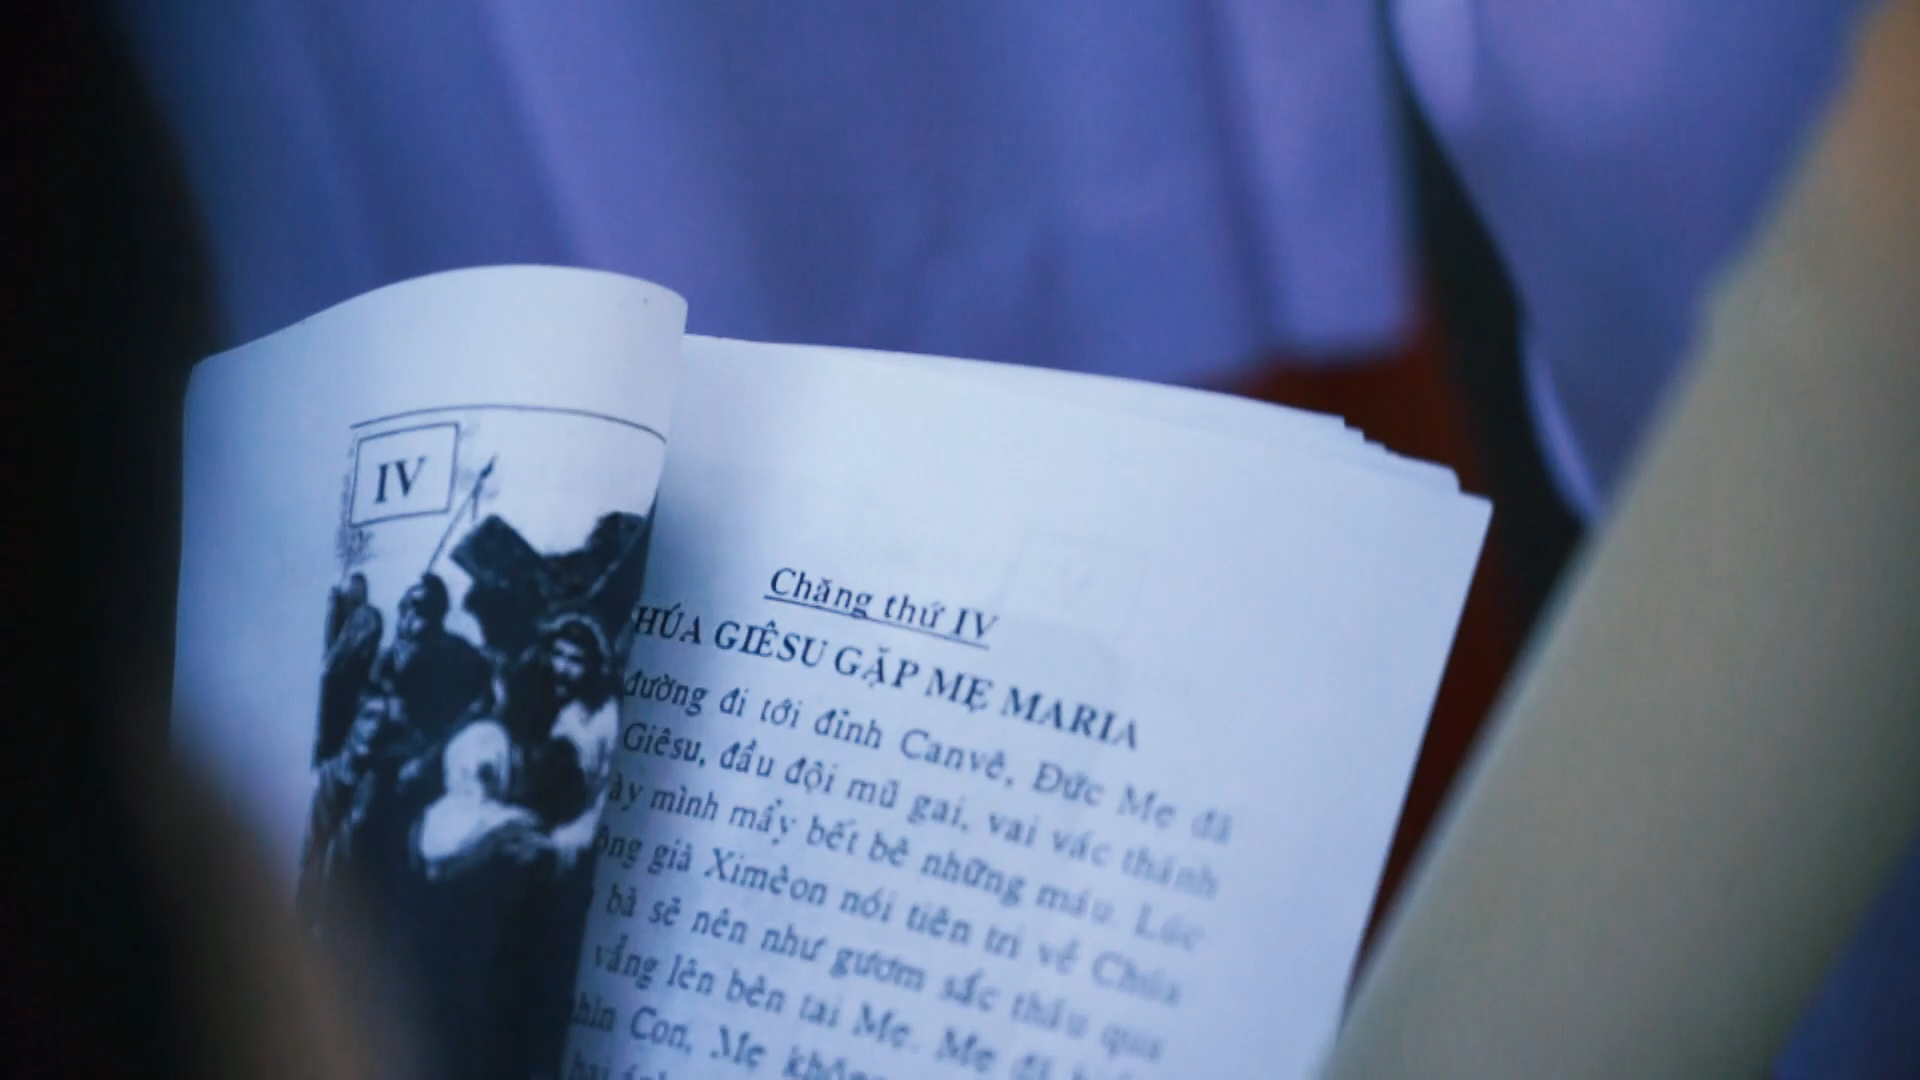 IV
Chặng thứ IV
HÚA GIÊSU GẶP MẸ MARIA
đường đi tới đỉnh Canvê, Đức Mẹ đã
Giêsu, đầu đội mũ gai, vai vác thánh
ày mình mẩy bết bê những máu. Lúc
ông già Ximêon nói tiên tri về Chúa
bà sẽ nên như gươm sắc thấu qua
vẳng lên bên tai Mẹ. Mẹ đã
hìn Con, Mẹ không